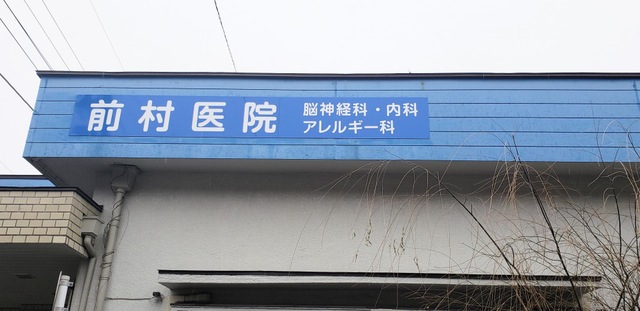 前村医院
脳神経科・内科
アレルギー科